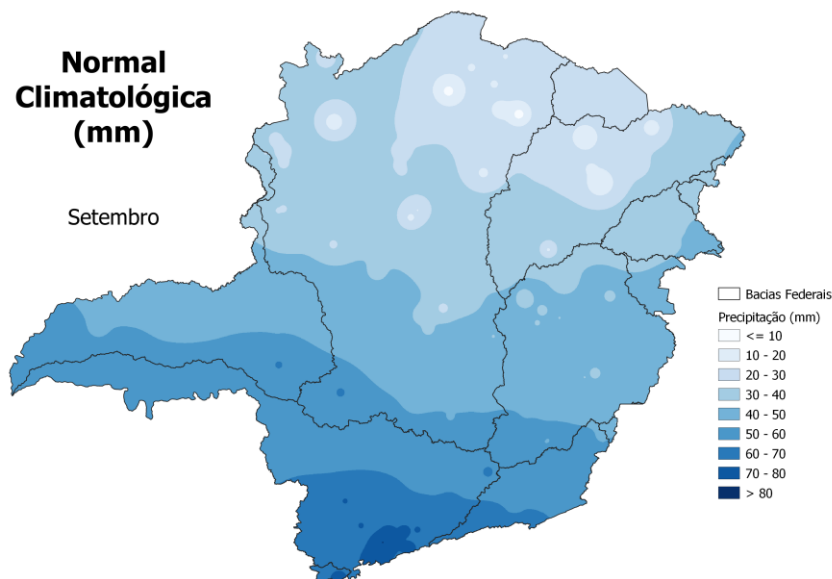 Normal
Climatológica
(mm)
Setembro
Bacias Federais
Precipitação (mm)
<= 10
10 - 20
20 - 30
30 - 40
40 - 50
50 - 60
60 - 70
70 - 80
> 80